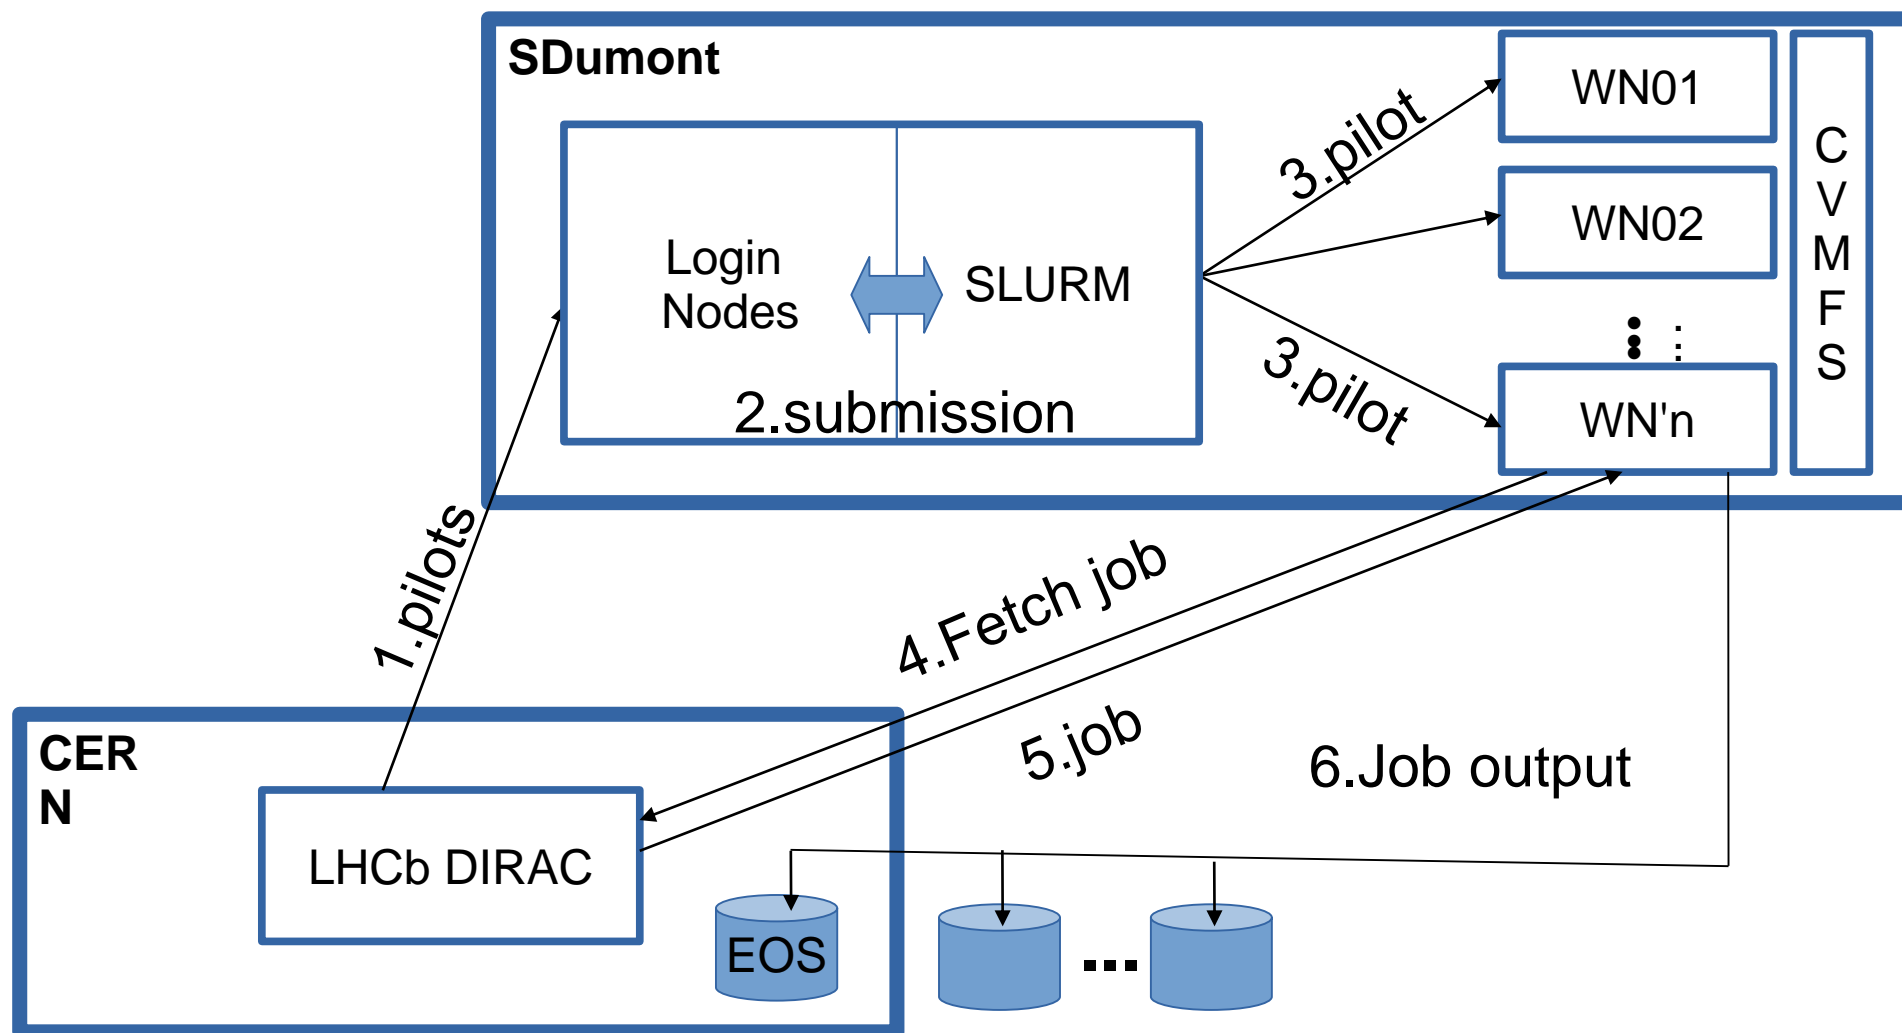 SDumont
WN01
3.pilot
C
V
M
F
S
WN02
Login
Nodes
SLURM
3.pilot
2.submission
WN'n
1.pilots
4.Fetch job
5.job
6.Job output
CER
N
LHCb DIRAC
EOS